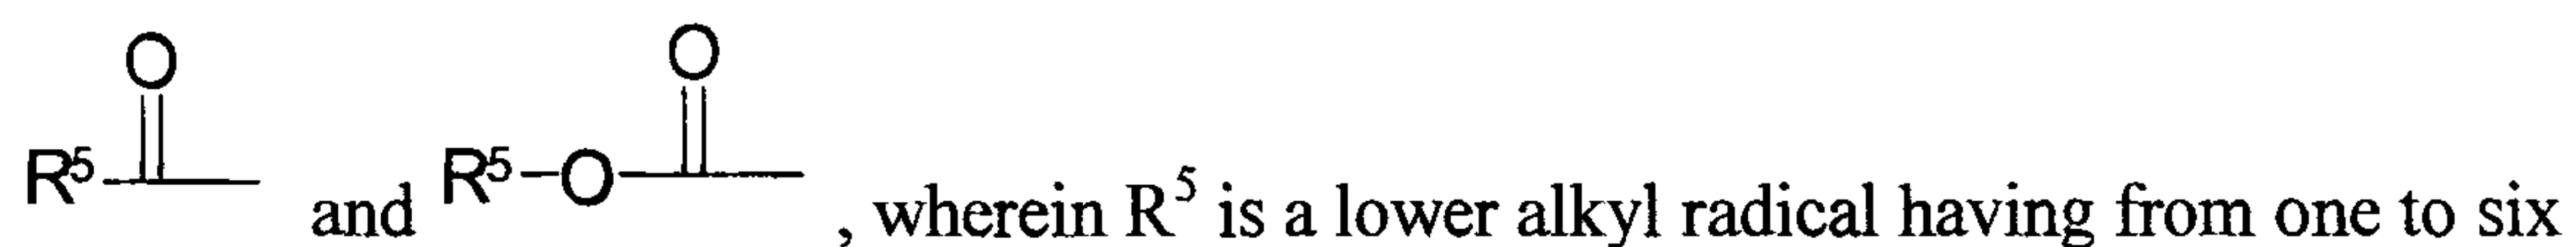 O O
R⁵ and R⁵–O , wherein R⁵ is a lower alkyl radical having from one to six